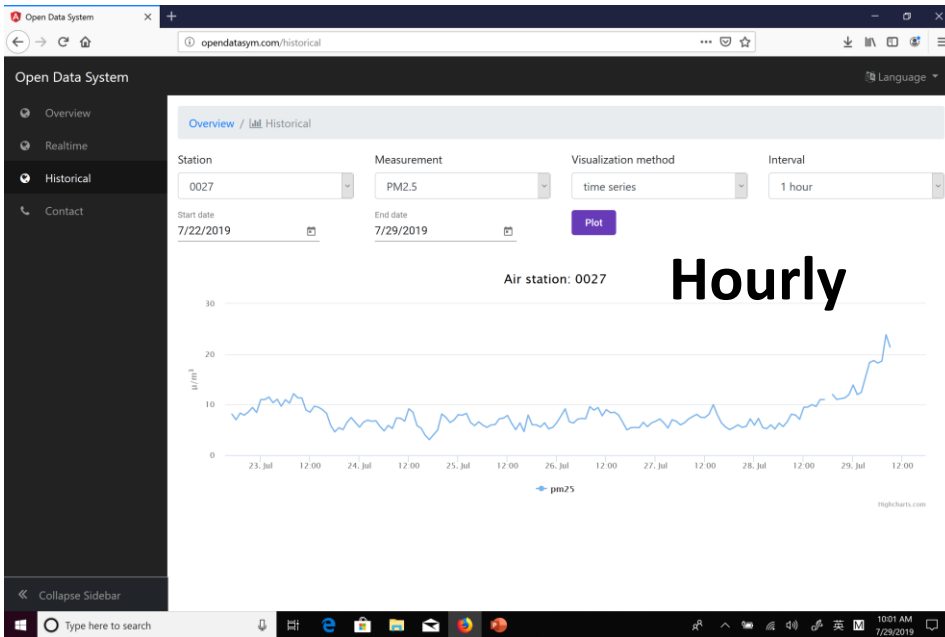 Open Data System
opendatasym.com/historical
Open Data System
Language
Overview
Realtime
Historical
Contact
Overview / Historical
Station
Measurement
Visualization method
Interval
0027
PM2.5
time series
1 hour
Start date
End date
7/22/2019
7/29/2019
Plot
Air station: 0027
Hourly
30
20
10
0
μ/m³
23. Jul
12:00
24. Jul
12:00
25. Jul
12:00
26. Jul
12:00
27. Jul
12:00
28. Jul
12:00
29. Jul
12:00
pm25
Highcharts.com
Collapse Sidebar
Type here to search
英
M
10:01 AM
7/29/2019